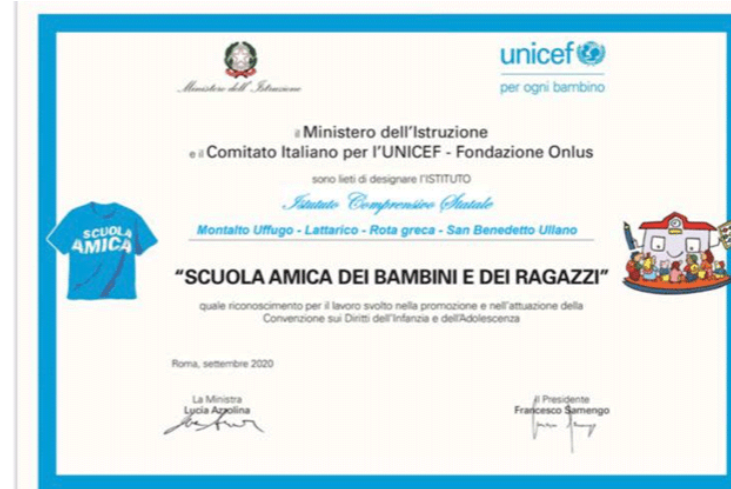 Ministero dell'Istruzione
unicef
per ogni bambino
il Ministero dell'Istruzione
e il Comitato Italiano per l'UNICEF - Fondazione Onlus
sono lieti di designare l'ISTITUTO
Istituto Comprensivo Statale
Montalto Uffugo - Lattarico - Rota greca - San Benedetto Ullano
SCUOLA
AMICA
"SCUOLA AMICA DEI BAMBINI E DEI RAGAZZI"
quale riconoscimento per il lavoro svolto nella promozione e nell'attuazione della
Convenzione sui Diritti dell'Infanzia e dell'Adolescenza
Roma, settembre 2020
La Ministra
Lucia Azzolina
Il Presidente
Francesco Samengo